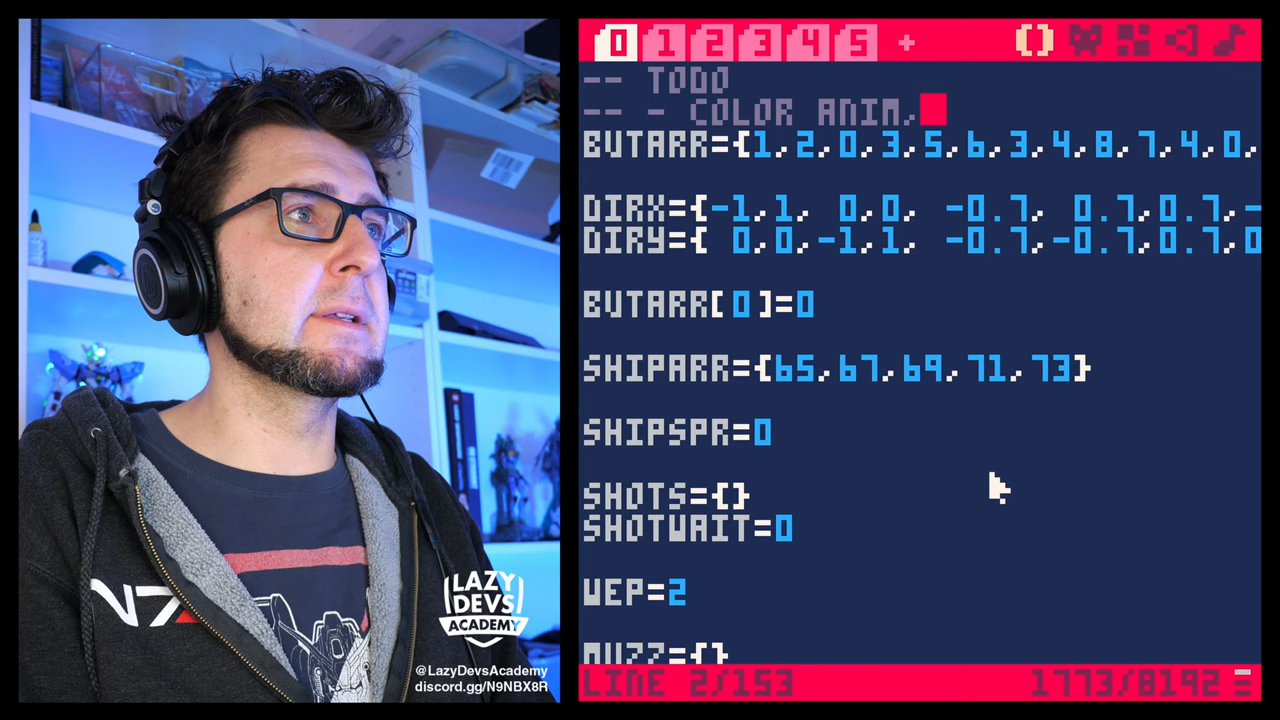 0 1 2 3 4 5 +
-- TODO
-- - COLOR ANIM.
BUTARR={1,2,0,3,5,6,3,4,8,7,4,0,
DIRX={-1,1, 0,0, -0.7, 0.7,0.7,-
DIRY={ 0,0,-1,1, -0.7,-0.7,0.7,0
BUTARR[0]=0
SHIPARR={65,67,69,71,73}
SHIPSPR=0
SHOTS={}
SHOTWAIT=0
WEP=2
MUZZ={}
LINE 2/153
1773/8192
N7
LAZY
DEVS
ACADEMY
@LazyDevsAcademy
discord.gg/N9NBX8R